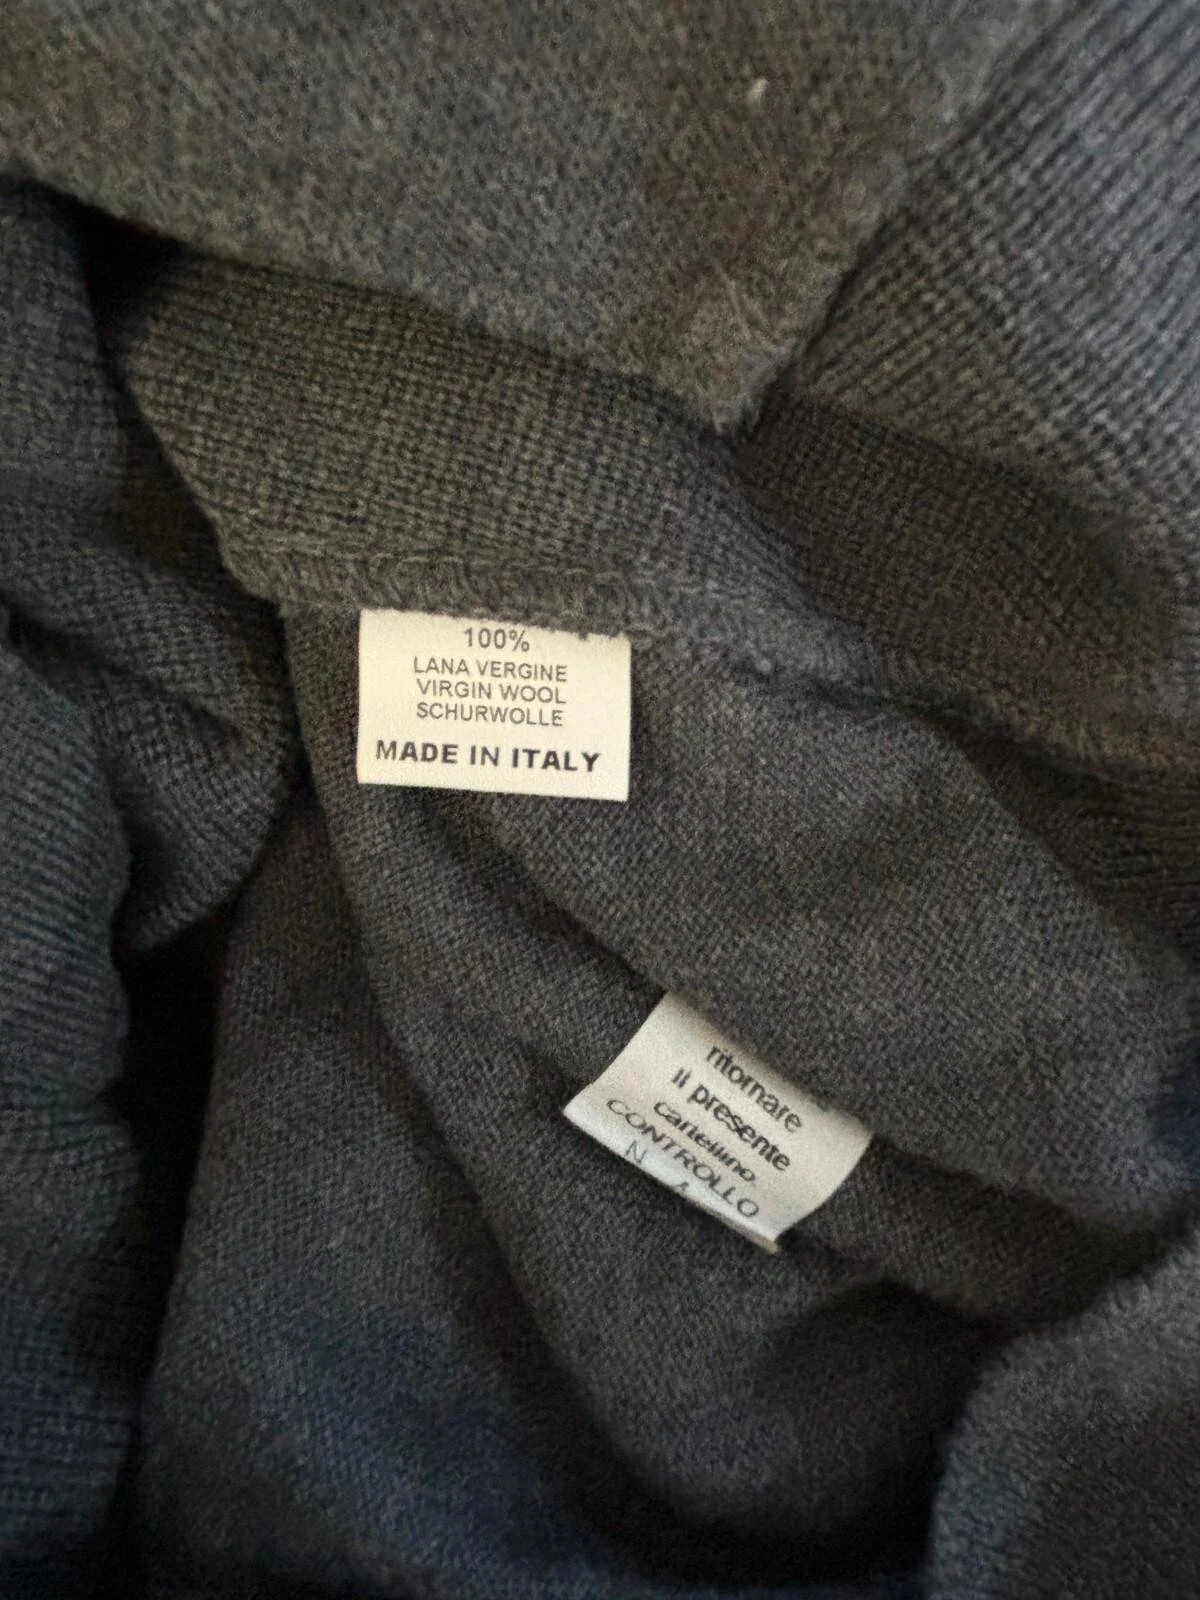 100%
LANA VERGINE
VIRGIN WOOL
SCHURWOLLE
MADE IN ITALY
ritornare
il presente
cartellino
CONTROLLO
N